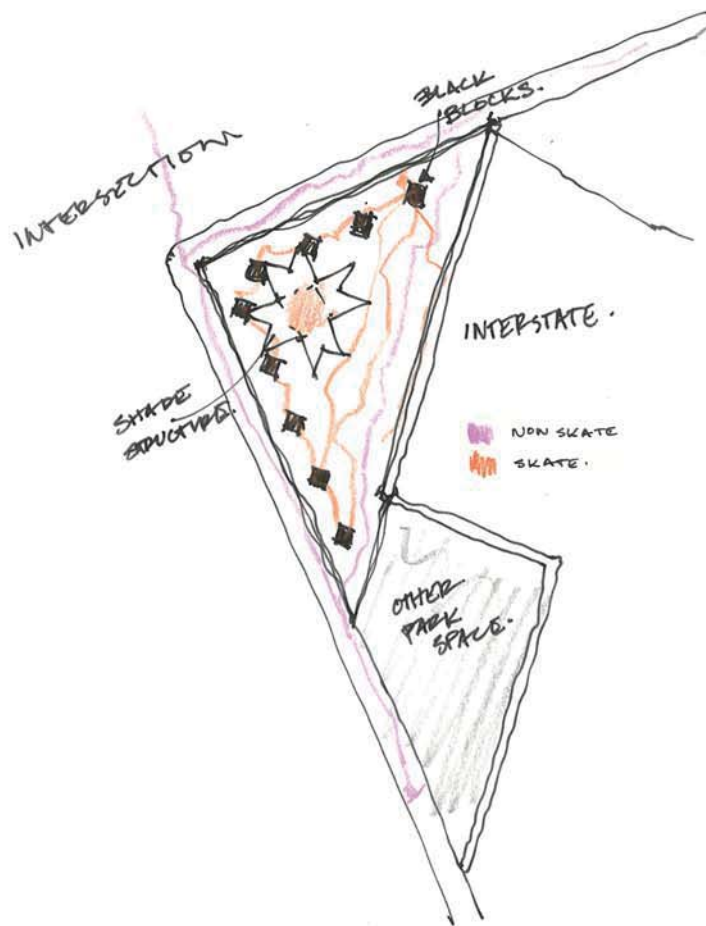 BLACK
BLOCKS.
INTERSECTION
INTERSTATE.
SHADE
STRUCTURE.
NON SKATE
SKATE.
OTHER
PARK
SPACE.